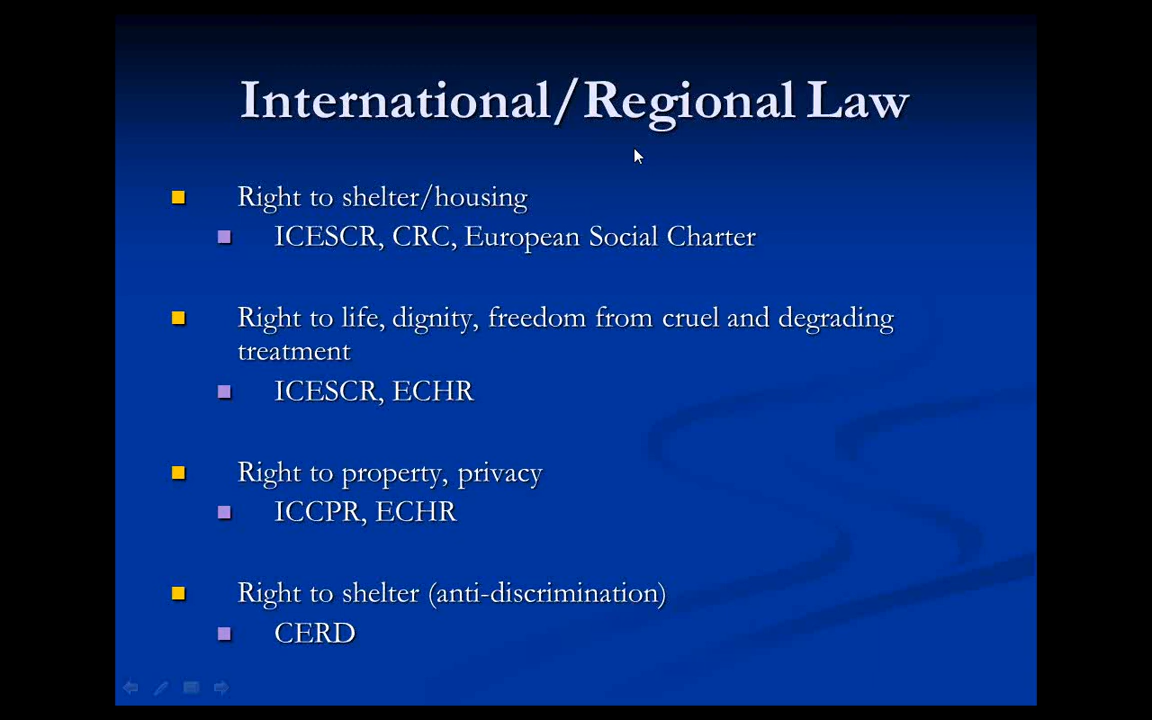 International/Regional Law
Right to shelter/housing
ICESCR, CRC, European Social Charter
Right to life, dignity, freedom from cruel and degrading
treatment
ICESCR, ECHR
Right to property, privacy
ICCPR, ECHR
Right to shelter (anti-discrimination)
CERD